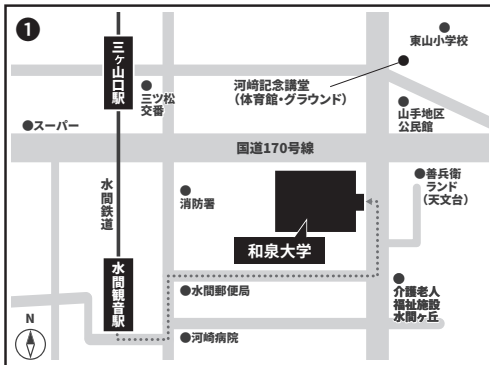 1
東山小学校
三ヶ山口駅
三ツ松
交番
河﨑記念講堂
（体育館・グラウンド）
山手地区
公民館
スーパー
国道170号線
水間鉄道
消防署
善兵衛
ランド
（天文台）
和泉大学
水間観音駅
水間郵便局
介護老人
福祉施設
水間ヶ丘
N
河崎病院